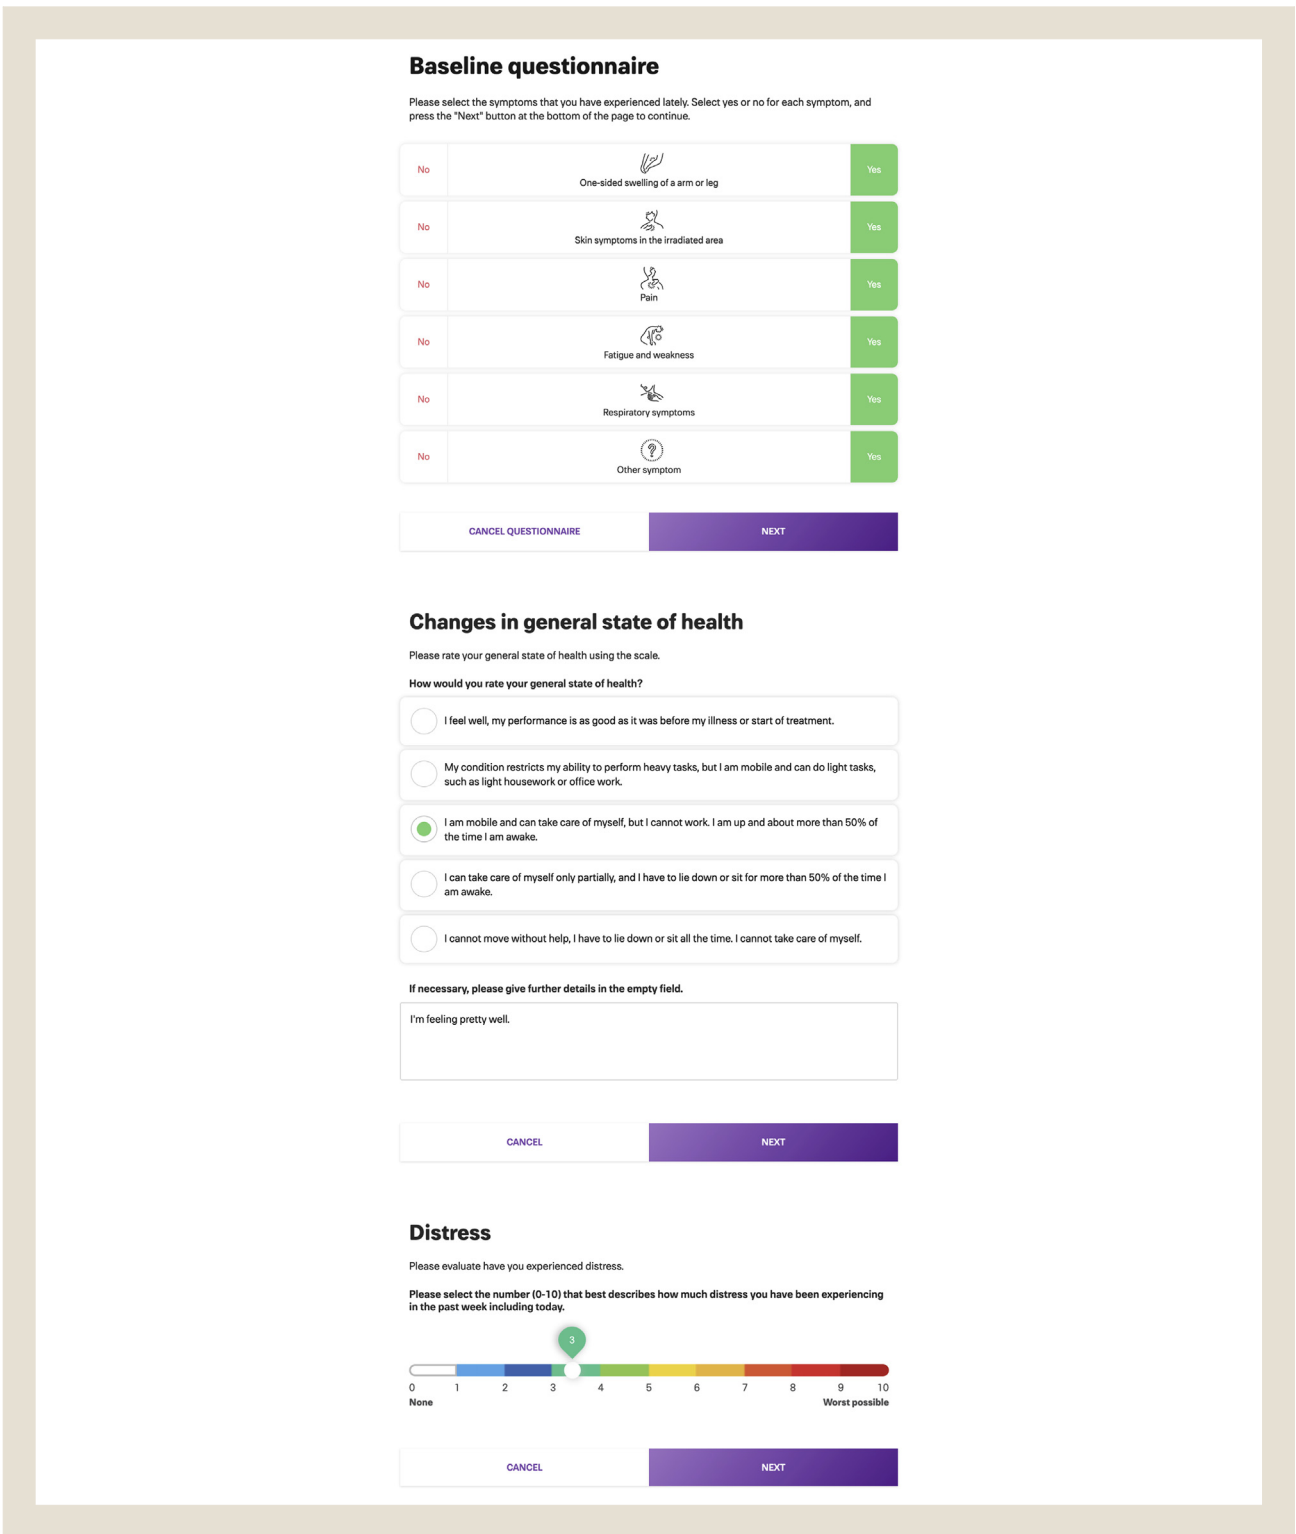 Baseline questionnaire
Please select the symptoms that you have experienced lately. Select yes or no for each symptom, and
press the "Next" button at the bottom of the page to continue.
No
One-sided swelling of a arm or leg
Yes
No
Skin symptoms in the irradiated area
Yes
No
Pain
Yes
No
Fatigue and weakness
Yes
No
Respiratory symptoms
Yes
No
?
Other symptom
Yes
CANCEL QUESTIONNAIRE
NEXT
Changes in general state of health
Please rate your general state of health using the scale.
How would you rate your general state of health?
I feel well, my performance is as good as it was before my illness or start of treatment.
My condition restricts my ability to perform heavy tasks, but I am mobile and can do light tasks,
such as light housework or office work.
I am mobile and can take care of myself, but I cannot work. I am up and about more than 50% of
the time I am awake.
I can take care of myself only partially, and I have to lie down or sit for more than 50% of the time I
am awake.
I cannot move without help, I have to lie down or sit all the time. I cannot take care of myself.
If necessary, please give further details in the empty field.
I'm feeling pretty well.
CANCEL
NEXT
Distress
Please evaluate have you experienced distress.
Please select the number (0-10) that best describes how much distress you have been experiencing
in the past week including today.
3
0 1 2 3 4 5 6 7 8 9 10
None
Worst possible
CANCEL
NEXT